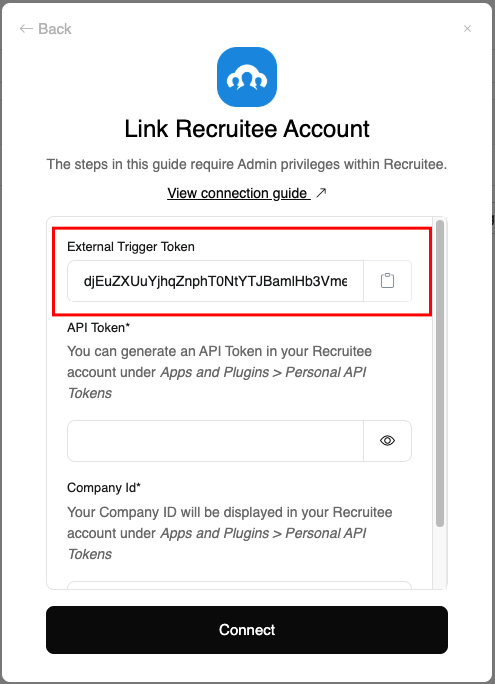 Back
Link Recruitee Account
The steps in this guide require Admin privileges within Recruitee.
View connection guide
External Trigger Token
djEuZXUuYjhqZnphT0NtYTJBamlHb3Vme
API Token*
You can generate an API Token in your Recruitee
account under Apps and Plugins > Personal API
Tokens
Company Id*
Your Company ID will be displayed in your Recruitee
account under Apps and Plugins > Personal API
Tokens
Connect